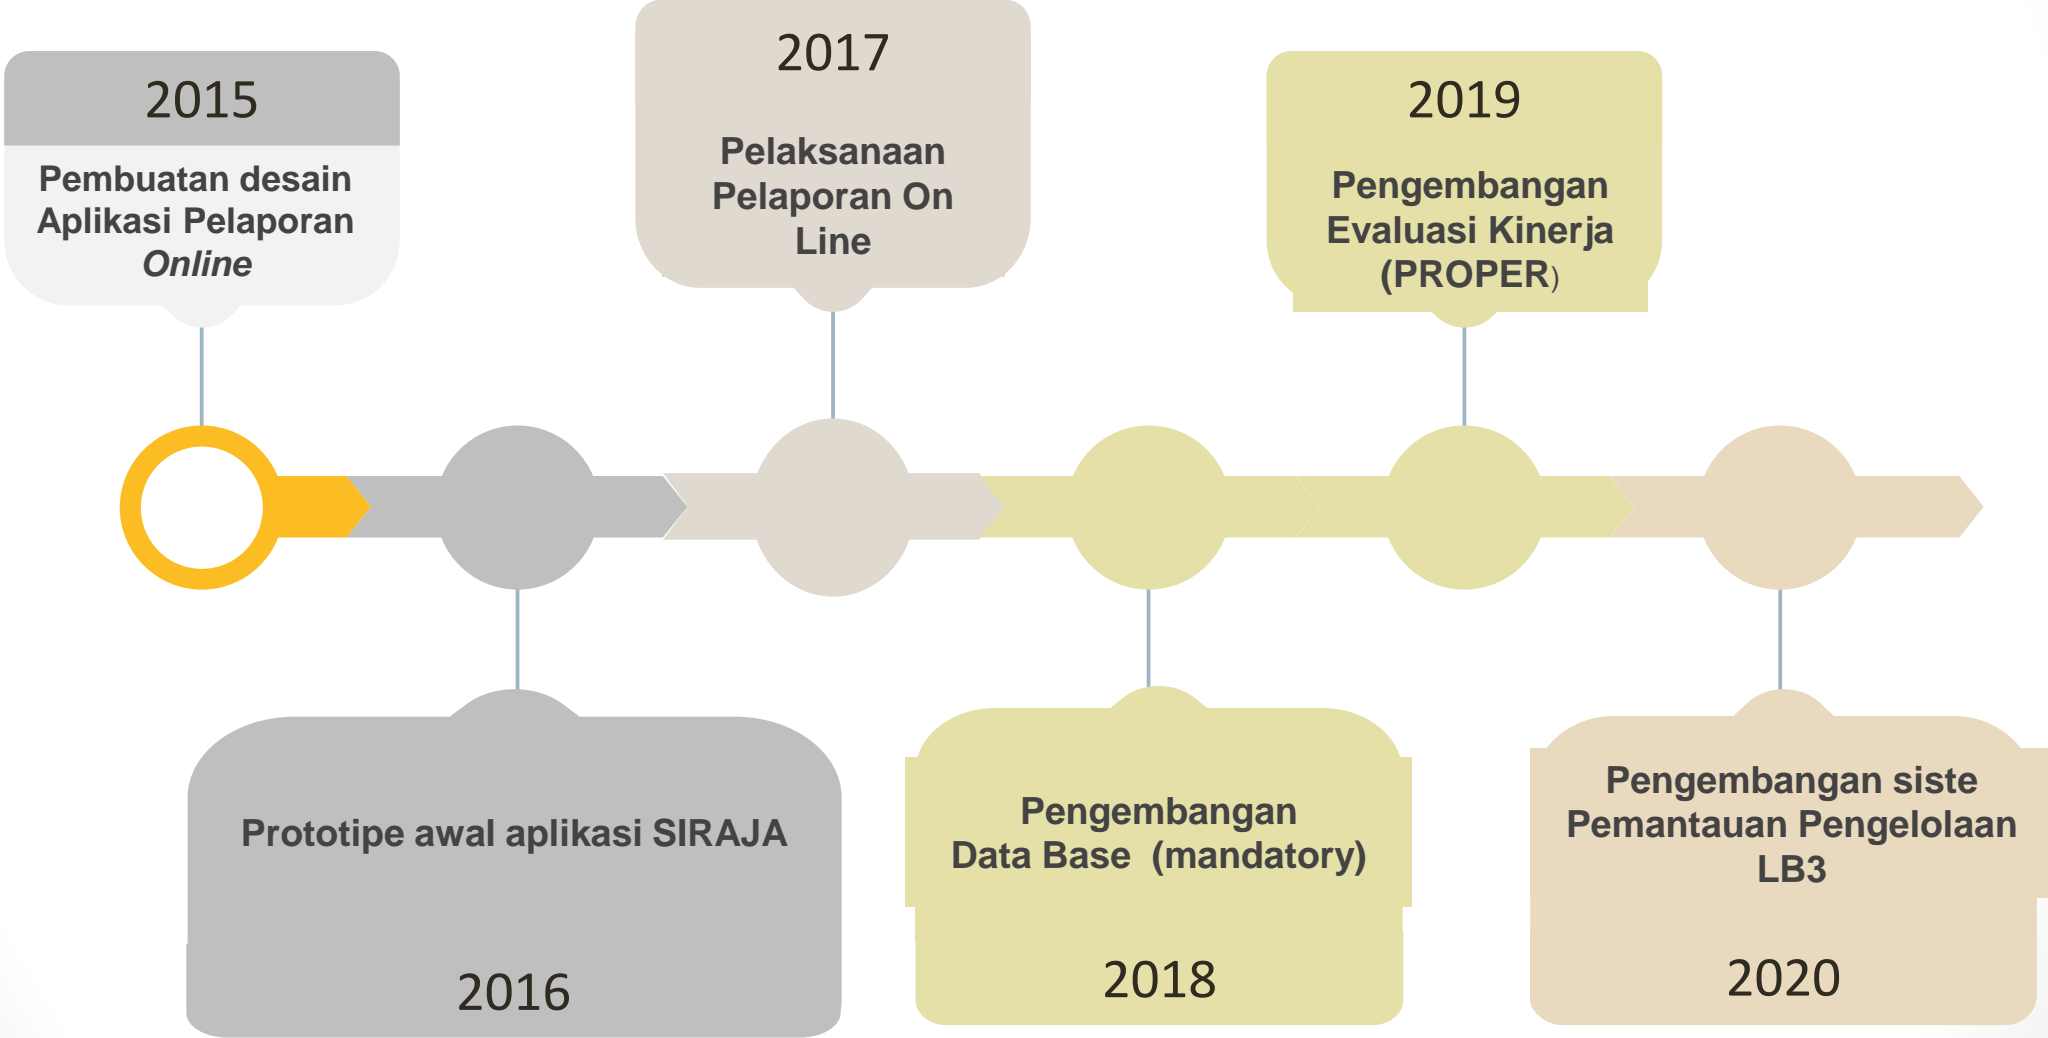 2015
Pembuatan desain
Aplikasi Pelaporan
Online
Prototipe awal aplikasi SIRAJA
2016
2017
Pelaksanaan
Pelaporan On
Line
Pengembangan
Data Base  (mandatory)
2018
2019
Pengembangan
Evaluasi Kinerja
(PROPER)
Pengembangan siste
Pemantauan Pengelolaan
LB3
2020